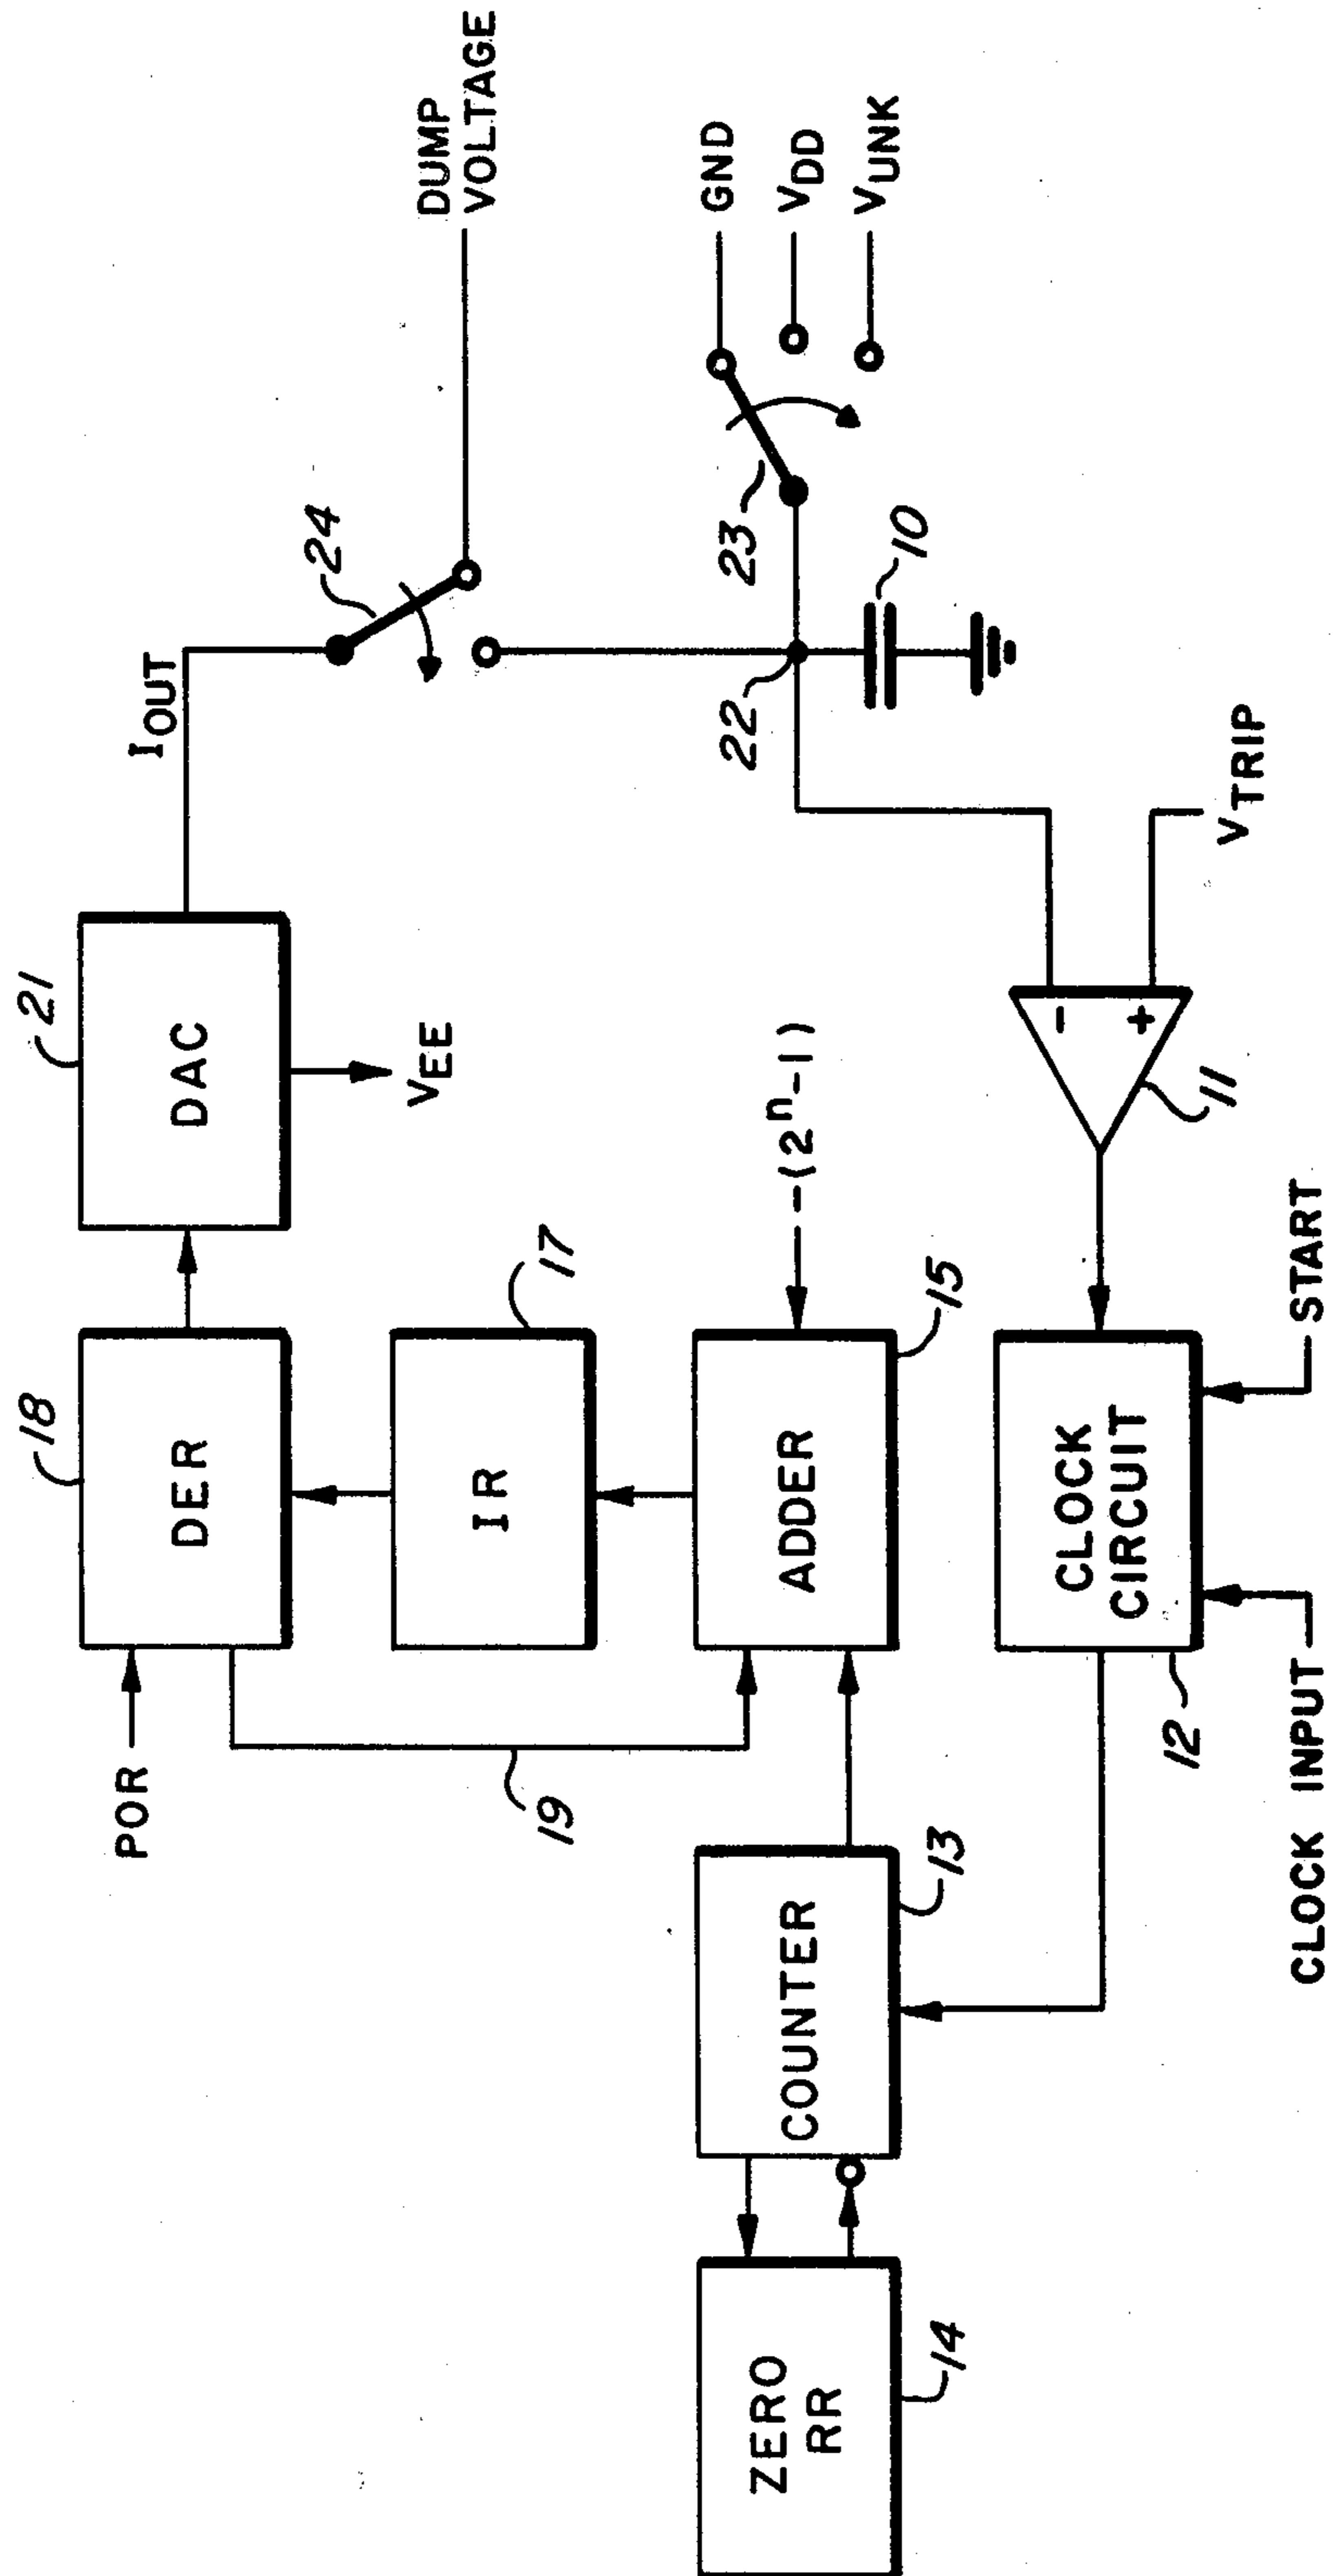 21
18
DER
DAC
IOUT
24
POR
VEE
DUMP
VOLTAGE
17
IR
19
ZERO
RR
14
COUNTER
13
ADDER
15
-(2ⁿ-1)
22
23
10
GND
VDD
VUNK
CLOCK
CIRCUIT
12
11
-
+
VTRIP
CLOCK INPUT
START